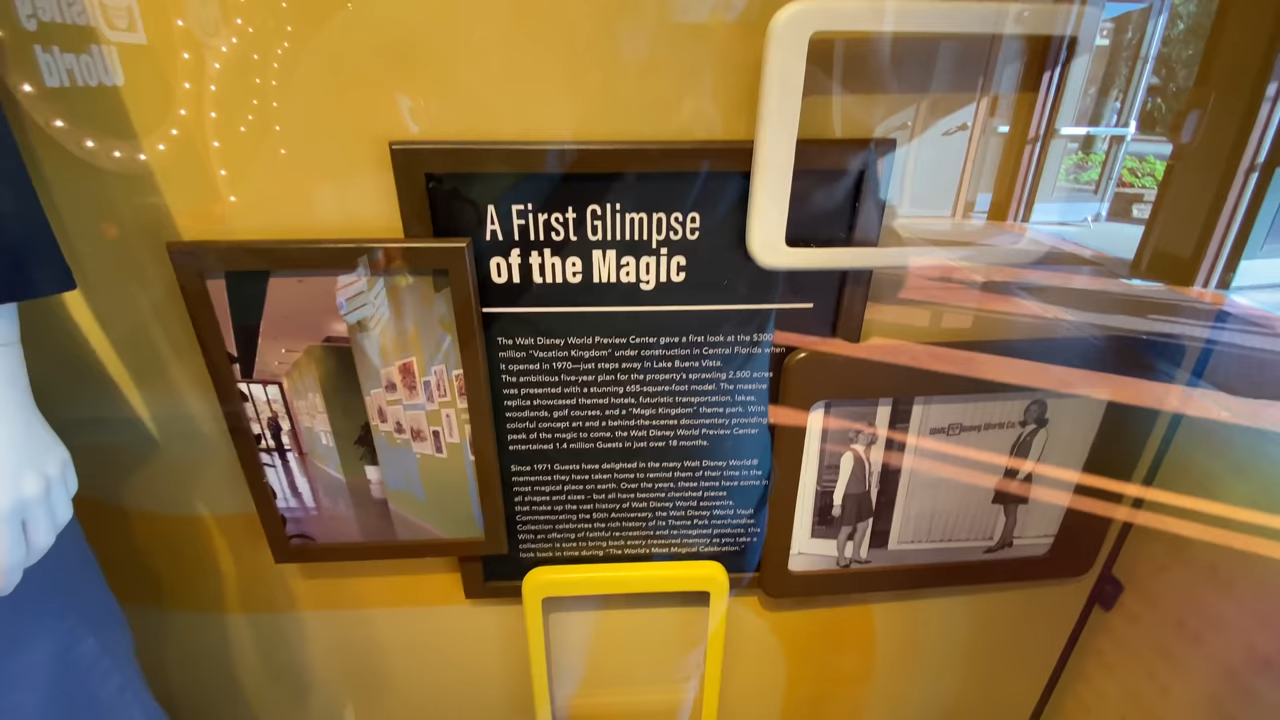 Disney
World
A First Glimpse
of the Magic
The Walt Disney World Preview Center gave a first look at the $300
million "Vacation Kingdom" under construction in Central Florida when
it opened in 1970—just steps away in Lake Buena Vista.
The ambitious five-year plan for the property's sprawling 2,500 acres
was presented with a stunning 655-square-foot model. The massive
replica showcased themed hotels, futuristic transportation, lakes,
woodlands, golf courses, and a "Magic Kingdom" theme park. With
colorful concept art and a behind-the-scenes documentary providing
peek of the magic to come, the Walt Disney World Preview Center
entertained 1.4 million Guests in just over 18 months.
Since 1971 Guests have delighted in the many Walt Disney World®
mementos they have taken home to remind them of their time in the
most magical place on earth. Over the years, these items have come in
all shapes and sizes – but all have become cherished pieces
that make up the vast history of Walt Disney World souvenirs.
Commemorating the 50th Anniversary, the Walt Disney World Vault
Collection celebrates the rich history of its Theme Park merchandise.
With an offering of faithful re-creations and re-imagined products, this
collection is sure to bring back every treasured memory as you take a
look back in time during "The World's Most Magical Celebration."
Walt Disney World Co.